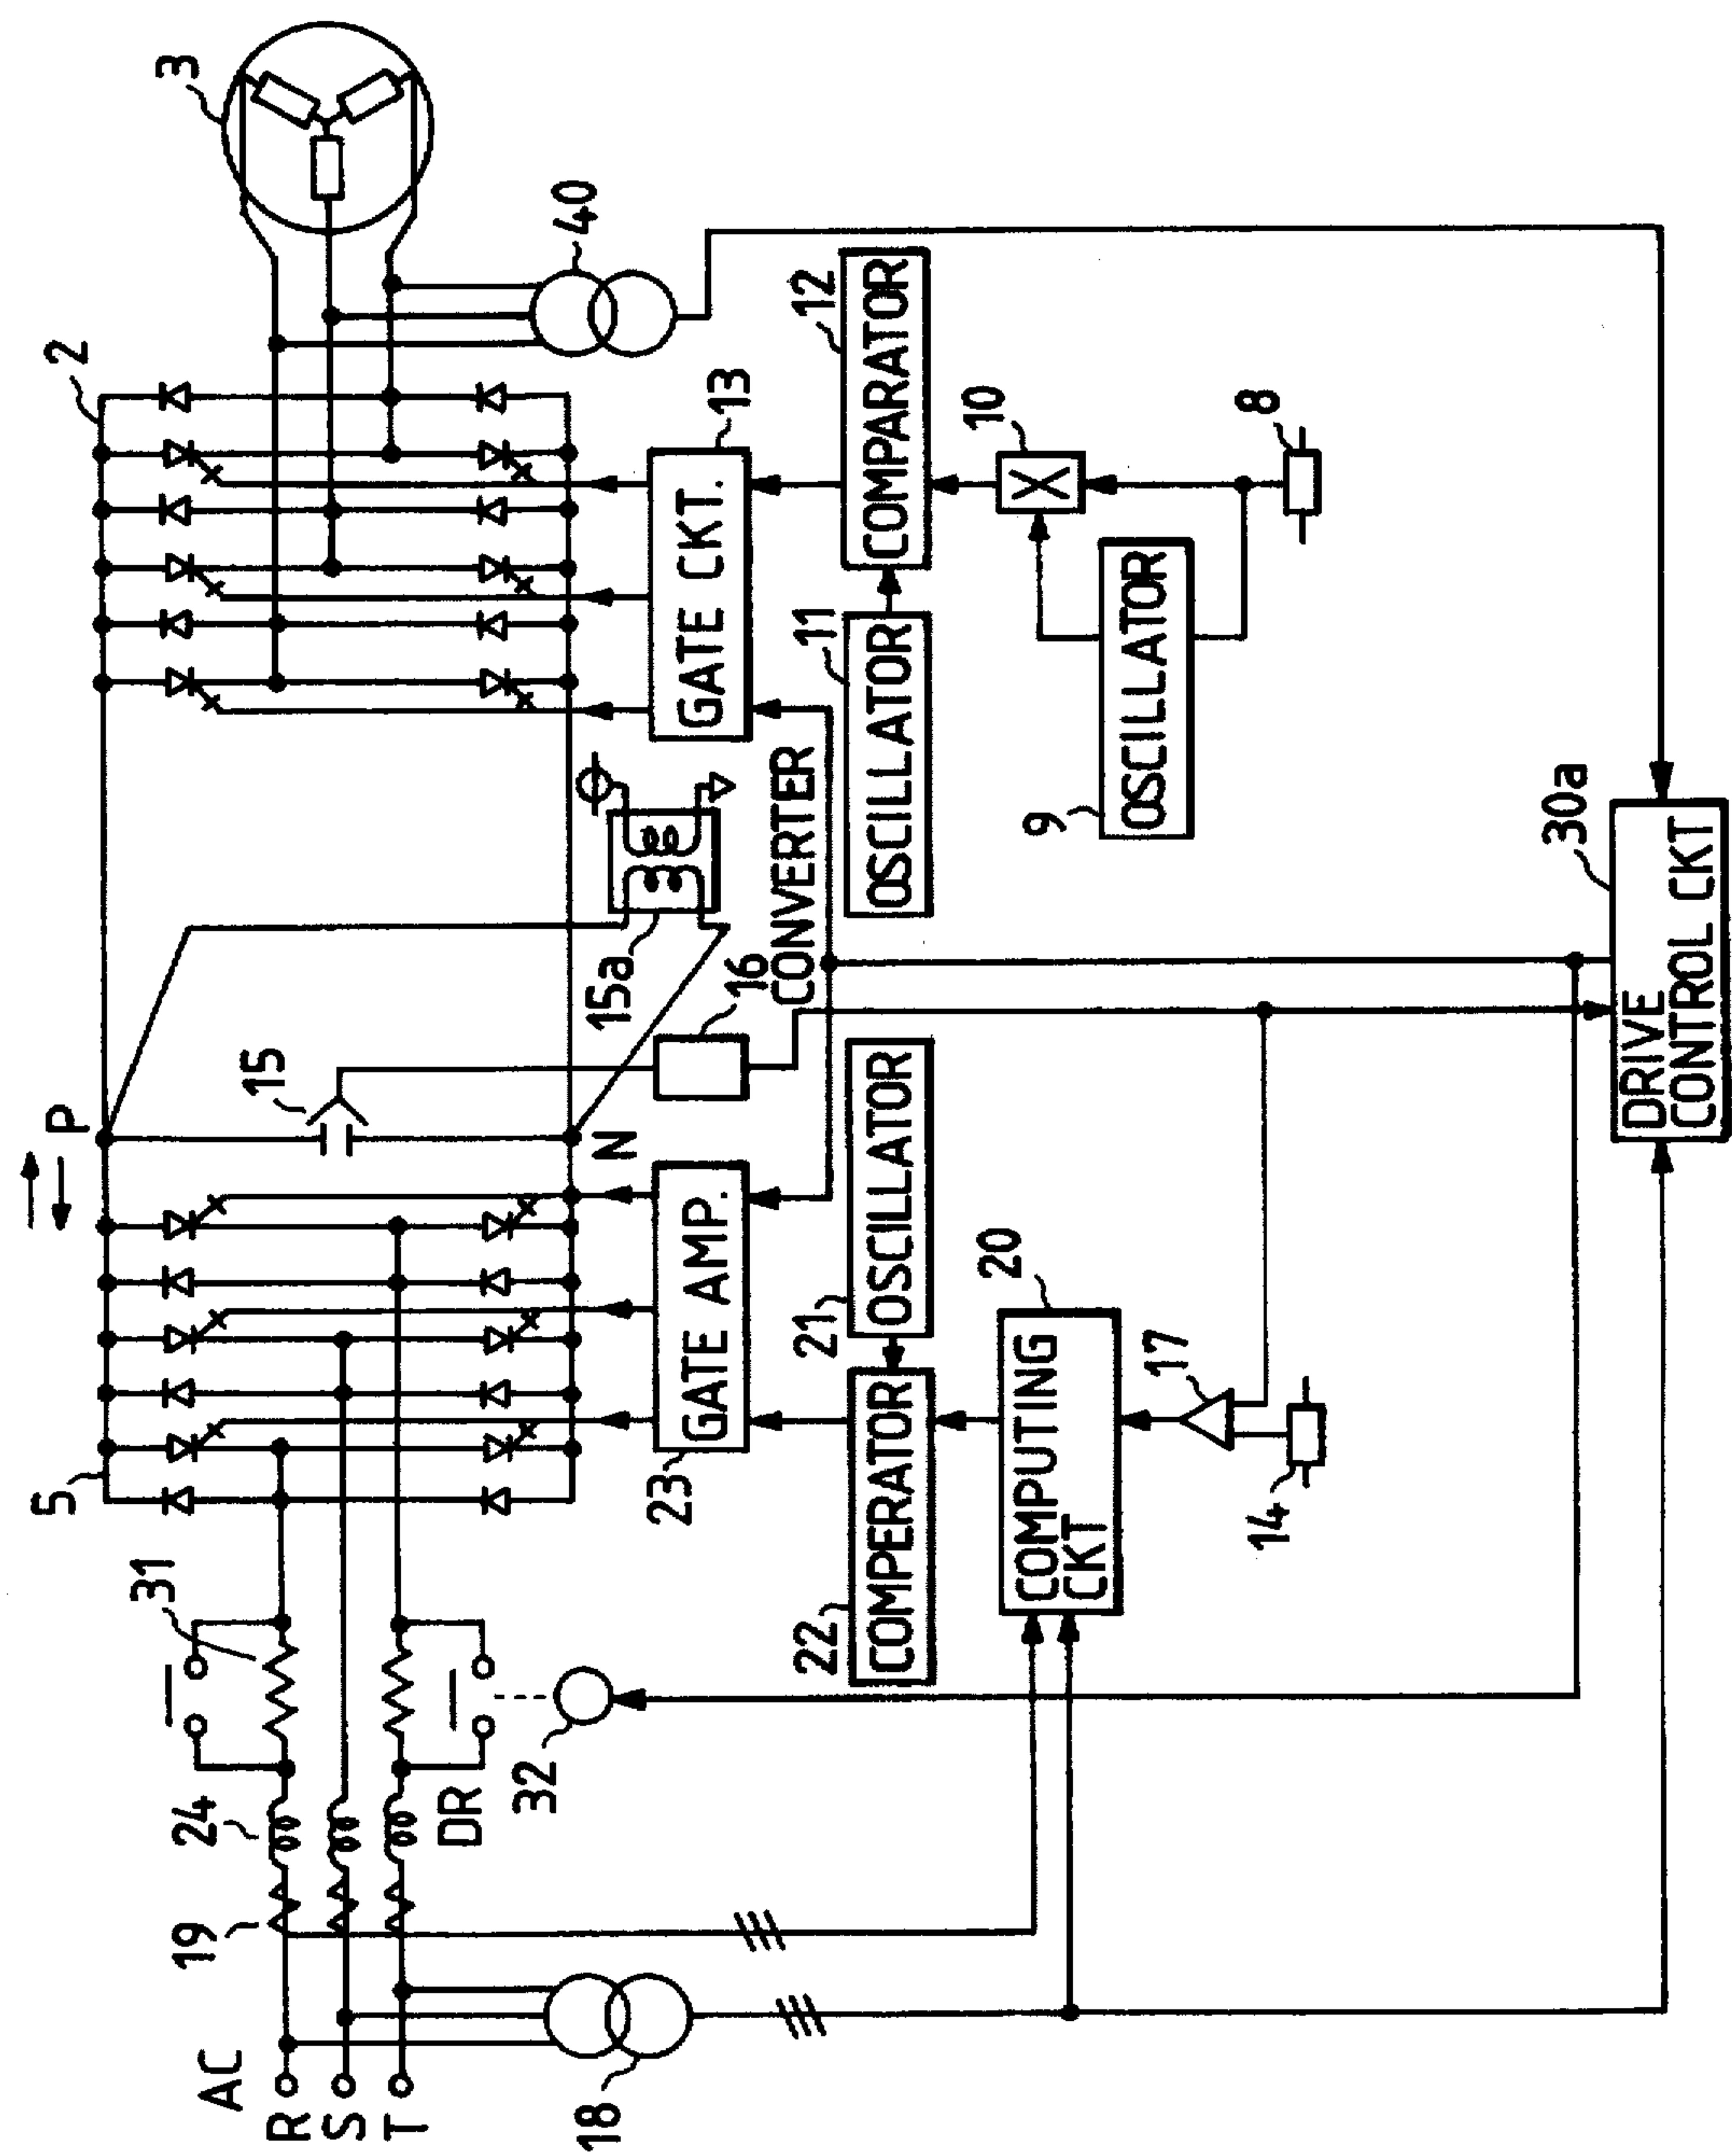 AC
R
S
T
18
19
24
31
DR
32
5
P
N
15
15a
2
3
40
23
GATE AMP.
16
CONVERTER
GATE CKT.
13
22
COMPERATOR
21
OSCILLATOR
11
OSCILLATOR
12
COMPARATOR
20
COMPUTING
CKT
17
14
9
OSCILLATOR
10
8
30a
DRIVE
CONTROL CKT